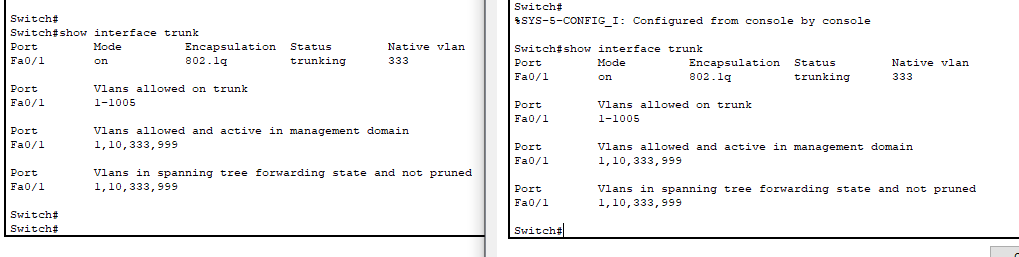 Switch#
Switch#show interface trunk
Port        Mode         Encapsulation  Status        Native vlan
Fa0/1       on           802.1q         trunking      333

Port        Vlans allowed on trunk
Fa0/1       1-1005

Port        Vlans allowed and active in management domain
Fa0/1       1,10,333,999

Port        Vlans in spanning tree forwarding state and not pruned
Fa0/1       1,10,333,999

Switch#
Switch#

Switch#
%SYS-5-CONFIG_I: Configured from console by console

Switch#show interface trunk
Port        Mode         Encapsulation  Status        Native vlan
Fa0/1       on           802.1q         trunking      333

Port        Vlans allowed on trunk
Fa0/1       1-1005

Port        Vlans allowed and active in management domain
Fa0/1       1,10,333,999

Port        Vlans in spanning tree forwarding state and not pruned
Fa0/1       1,10,333,999

Switch#